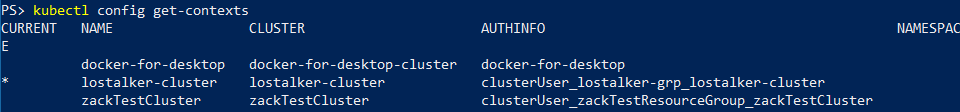 PS> kubectl config get-contexts
CURRENT   NAME                 CLUSTER                      AUTHINFO                                                 NAMESPAC
E
          docker-for-desktop   docker-for-desktop-cluster   docker-for-desktop
*         lostalker-cluster    lostalker-cluster            clusterUser_lostalker-grp_lostalker-cluster
          zackTestCluster      zackTestCluster              clusterUser_zackTestResourceGroup_zackTestCluster